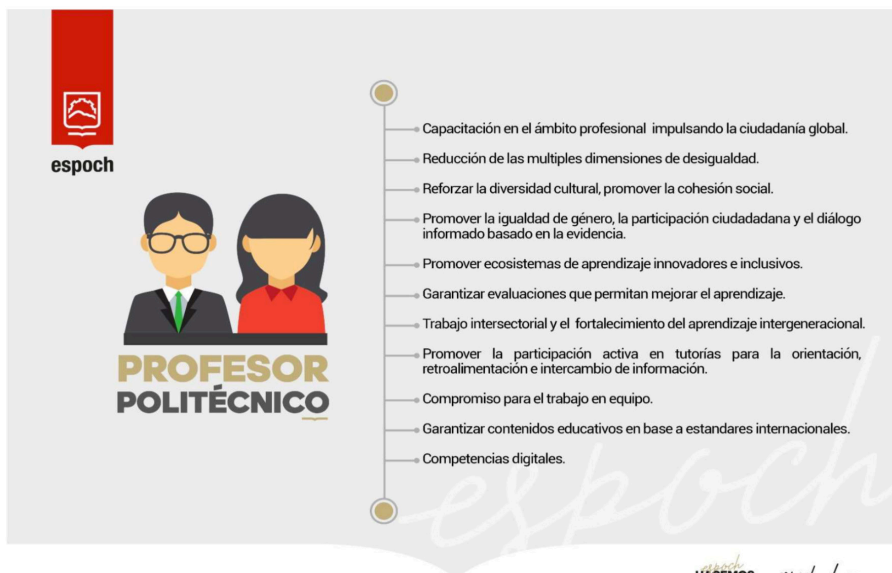 espoch
PROFESOR
POLITÉCNICO
Capacitación en el ámbito profesional impulsando la ciudadanía global.
Reducción de las multiples dimensiones de desigualdad.
Reforzar la diversidad cultural, promover la cohesión social.
Promover la igualdad de género, la participación ciudadadana y el diálogo
informado basado en la evidencia.
Promover ecosistemas de aprendizaje innovadores e inclusivos.
Garantizar evaluaciones que permitan mejorar el aprendizaje.
Trabajo intersectorial y el fortalecimiento del aprendizaje intergeneracional.
Promover la participación activa en tutorías para la orientación,
retroalimentación e intercambio de información.
Compromiso para el trabajo en equipo.
Garantizar contenidos educativos en base a estandares internacionales.
Competencias digitales.
espoch
espoch